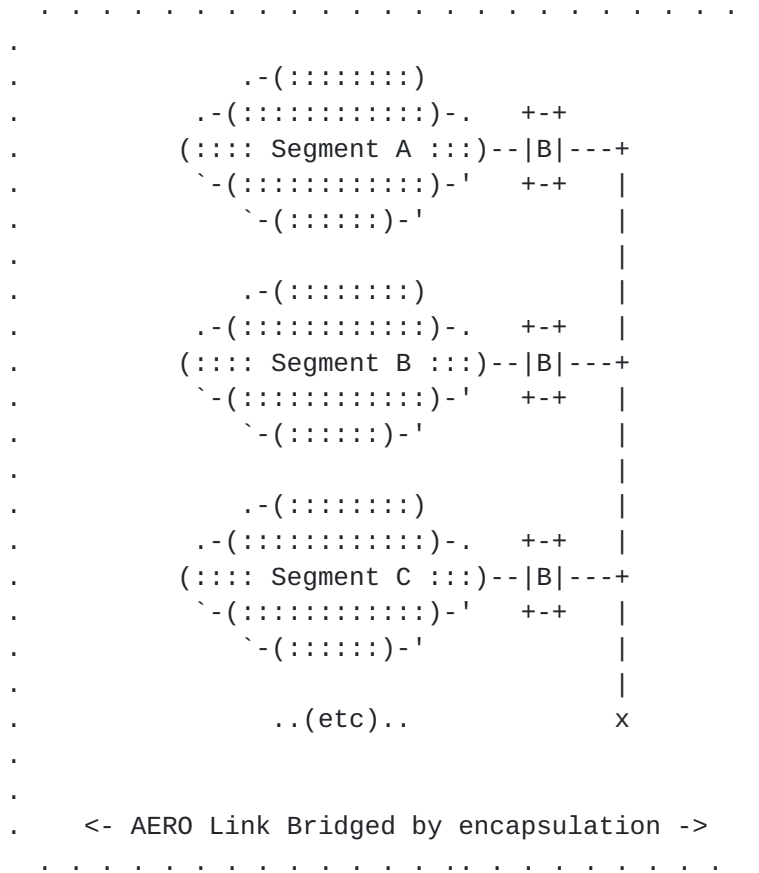 . . . . . . . . . . . . . . . . . . . . . . .
.
.              .-(::::::::)
.           .-(::::::::::::)-.   +-+
.          (:::: Segment A :::)--|B|---+
.           `-(::::::::::::)-'   +-+   |
.              `-(::::::)-'            |
.                                      |
.              .-(::::::::)            |
.           .-(::::::::::::)-.   +-+   |
.          (:::: Segment B :::)--|B|---+
.           `-(::::::::::::)-'   +-+   |
.              `-(::::::)-'            |
.                                      |
.              .-(::::::::)            |
.           .-(::::::::::::)-.   +-+   |
.          (:::: Segment C :::)--|B|---+
.           `-(::::::::::::)-'   +-+   |
.              `-(::::::)-'            |
.                                      |
.                ..(etc)..             x
.
.
.    <- AERO Link Bridged by encapsulation ->
. . . . . . . . . . . . . .. . . . . . . . .